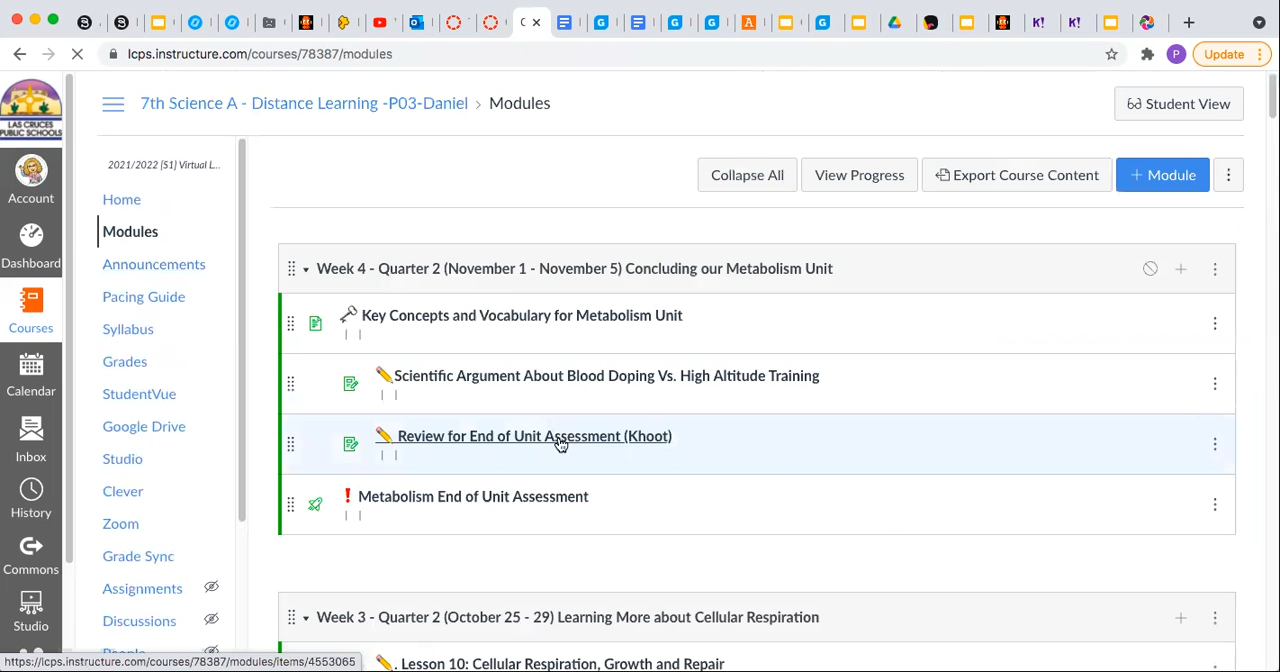 lcps.instructure.com/courses/78387/modules
P
Update
LAS CRUCES
PUBLIC SCHOOLS
7th Science A - Distance Learning -P03-Daniel › Modules
Student View
2021/2022 [S1] Virtual L...
Collapse All
View Progress
Export Course Content
+ Module
Account
Dashboard
Courses
Calendar
Inbox
History
Commons
Studio
Home
Modules
Announcements
Pacing Guide
Syllabus
Grades
StudentVue
Google Drive
Studio
Clever
Zoom
Grade Sync
Assignments
Discussions
People
Week 4 - Quarter 2 (November 1 - November 5) Concluding our Metabolism Unit
Key Concepts and Vocabulary for Metabolism Unit
| |
Scientific Argument About Blood Doping Vs. High Altitude Training
| |
Review for End of Unit Assessment (Khoot)
| |
Metabolism End of Unit Assessment
| |
Week 3 - Quarter 2 (October 25 - 29) Learning More about Cellular Respiration
. Lesson 10: Cellular Respiration, Growth and Repair
https://lcps.instructure.com/courses/78387/modules/items/4553065